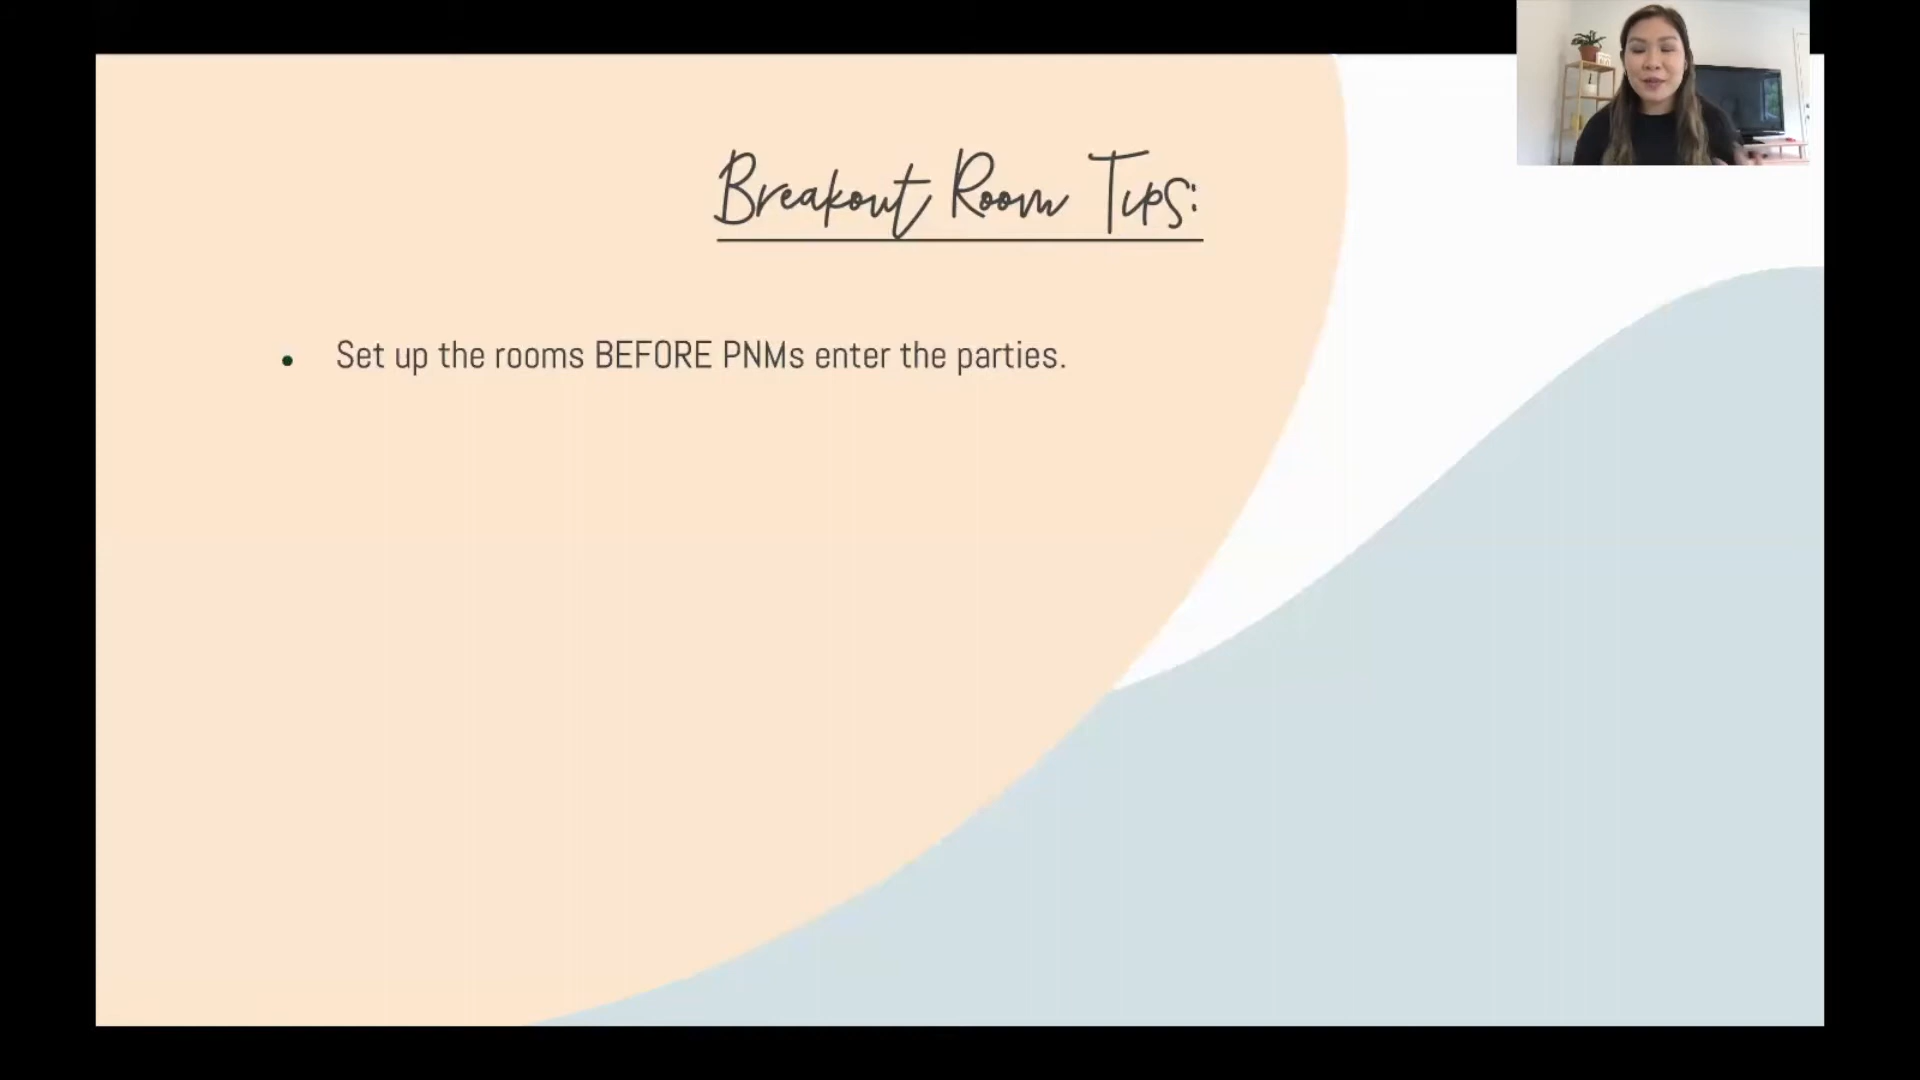 Breakout Room Tips:
• Set up the rooms BEFORE PNMs enter the parties.